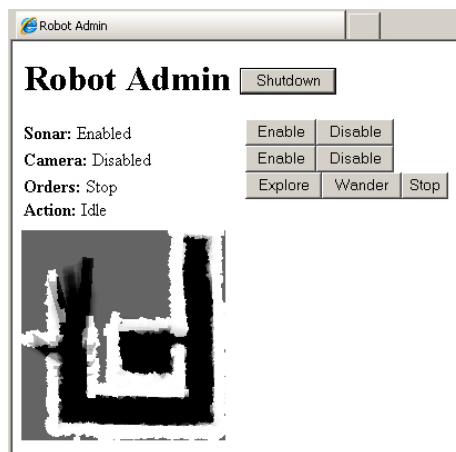 Robot Admin
Robot Admin Shutdown
Sonar: Enabled Enable Disable
Camera: Disabled Enable Disable
Orders: Stop Explore Wander Stop
Action: Idle